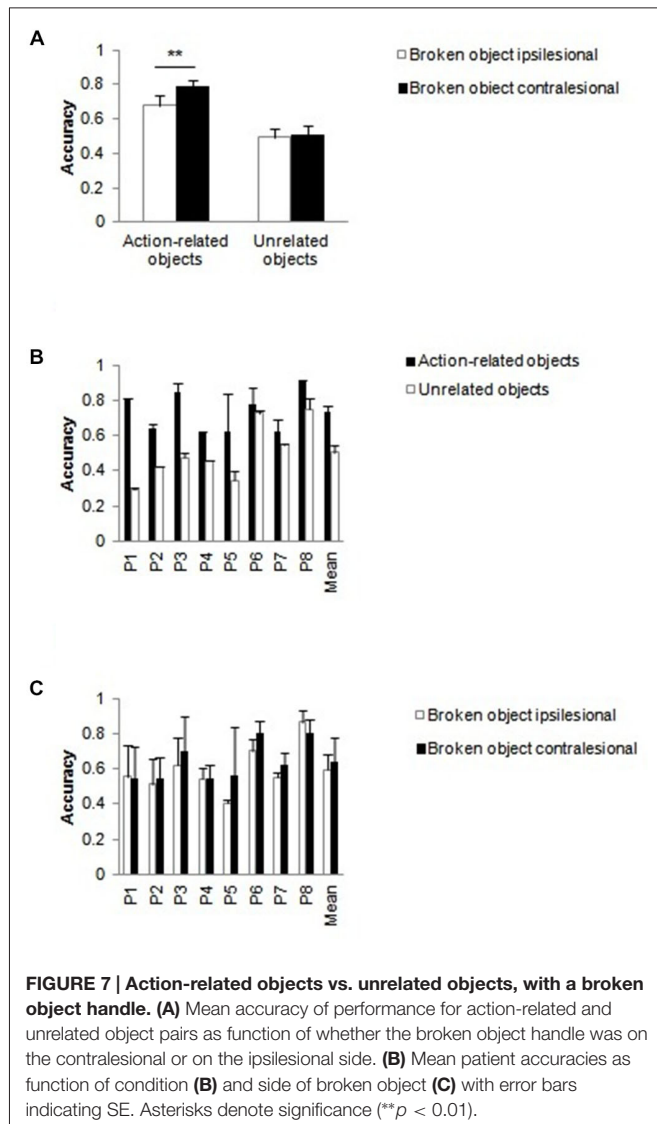 A
**
1
0.8
0.6
0.4
0.2
0
Accuracy
Action-related
objects
Unrelated
objects
Broken object ipsilesional
Broken object contralesional
B
1
0.8
0.6
0.4
0.2
0
Accuracy
P1
P2
P3
P4
P5
P6
P7
P8
Mean
Action-related objects
Unrelated objects
C
1
0.8
0.6
0.4
0.2
0
Accuracy
P1
P2
P3
P4
P5
P6
P7
P8
Mean
Broken object ipsilesional
Broken object contralesional
FIGURE 7 | Action-related objects vs. unrelated objects, with a broken
object handle. (A) Mean accuracy of performance for action-related and
unrelated object pairs as function of whether the broken object handle was on
the contralesional or on the ipsilesional side. (B) Mean patient accuracies as
function of condition (B) and side of broken object (C) with error bars
indicating SE. Asterisks denote significance (**p < 0.01).